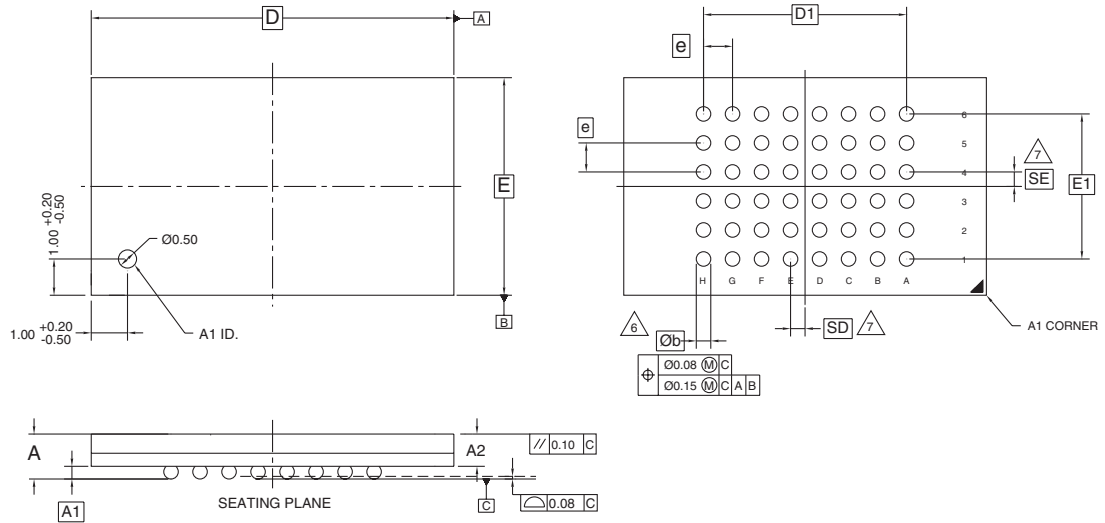 D
A
D1
e
6
e
5
7
4
SE
E1
E
3
1.00 +0.20
-0.50
Ø0.50
2
1
H G F E D C B A
A1 ID.
B
1.00 +0.20
-0.50
6
Øb
SD
7
A1 CORNER
Ø0.08 Ⓜ C
Ø0.15 Ⓜ C A B
A
A2
// 0.10 C
A1
SEATING PLANE
C
0.08 C